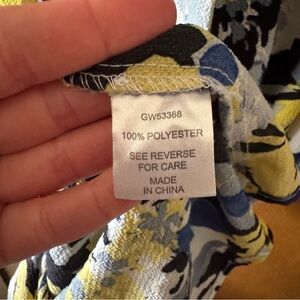 GW53368
100% POLYESTER
SEE REVERSE
FOR CARE
MADE
IN CHINA